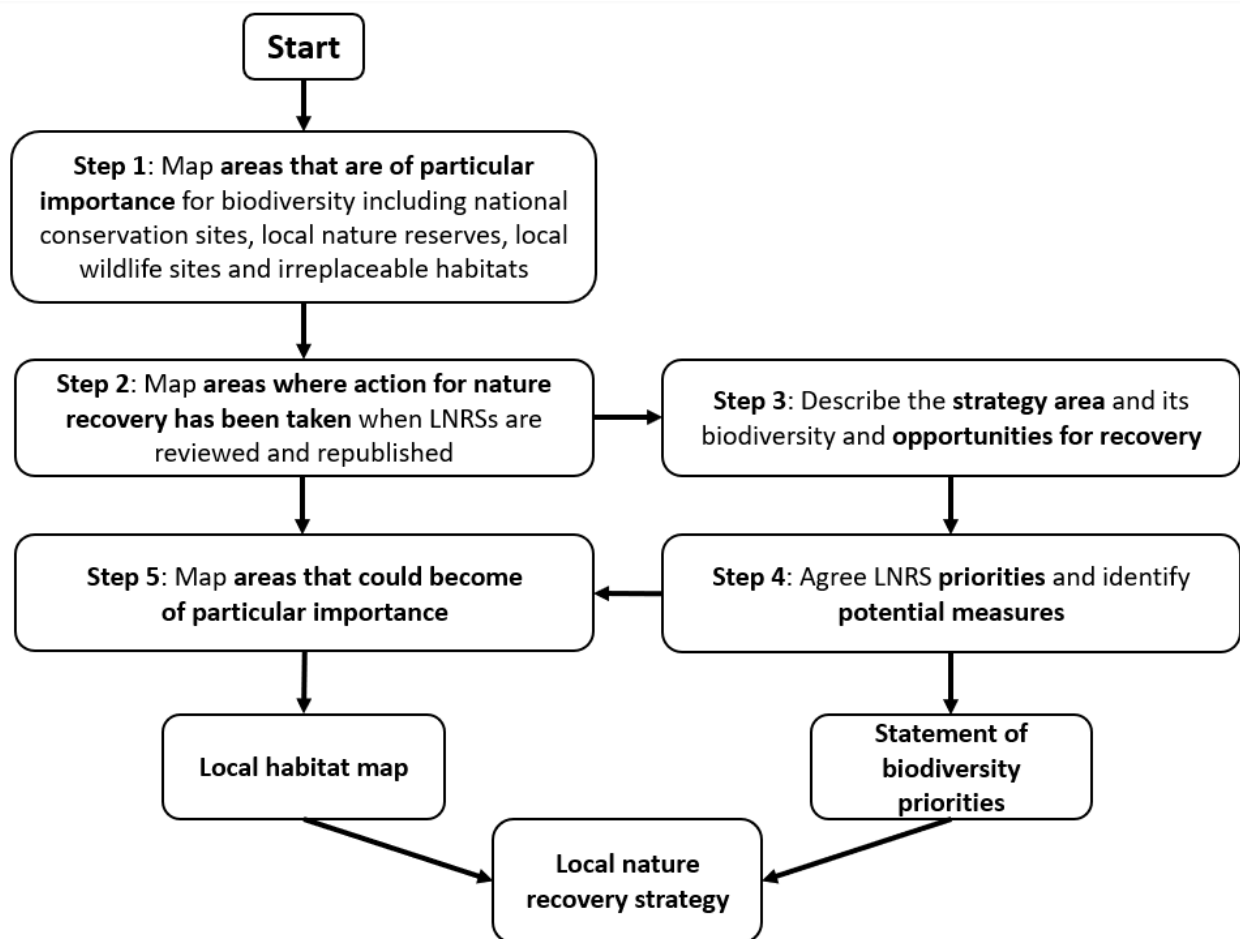 Start
Step 1: Map areas that are of particular
importance for biodiversity including national
conservation sites, local nature reserves, local
wildlife sites and irreplaceable habitats
Step 2: Map areas where action for nature
recovery has been taken when LNRSs are
reviewed and republished
Step 3: Describe the strategy area and its
biodiversity and opportunities for recovery
Step 5: Map areas that could become
of particular importance
Step 4: Agree LNRS priorities and identify
potential measures
Local habitat map
Statement of
biodiversity
priorities
Local nature
recovery strategy